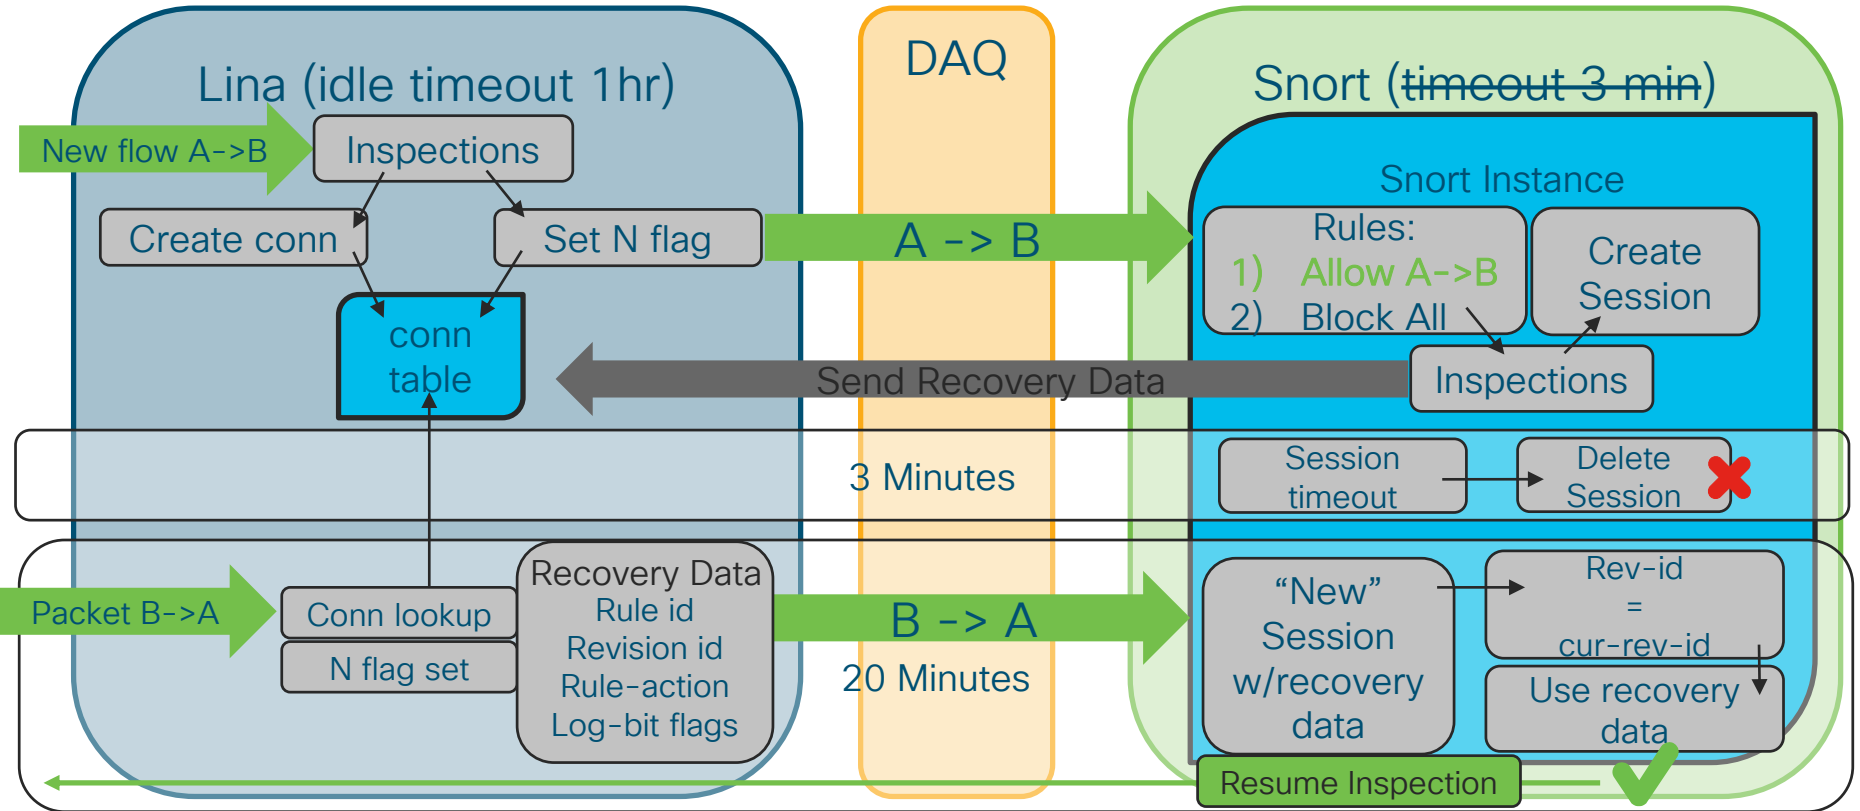 Lina (idle timeout 1hr)
DAQ
Snort (timeout 3 min)
New flow A->B
Inspections
Create conn
Set N flag
conn
table
A -> B
Snort Instance
Rules:
1) Allow A->B
2) Block All
Create
Session
Inspections
Send Recovery Data
3 Minutes
Session
timeout
Delete
Session
Packet B->A
Conn lookup
N flag set
Recovery Data
Rule id
Revision id
Rule-action
Log-bit flags
B -> A
20 Minutes
“New”
Session
w/recovery
data
Rev-id
=
cur-rev-id
Use recovery
data
Resume Inspection